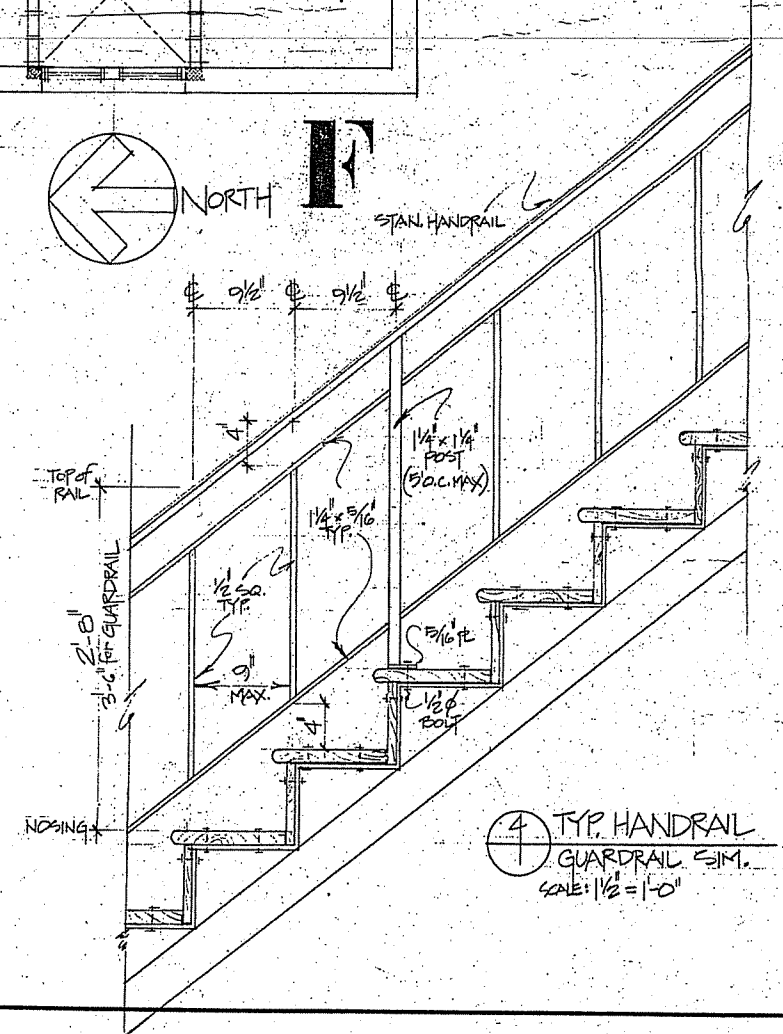 NORTH
F
STAN. HANDRAIL
℄ 9½" ℄ 9½" ℄
4"
1¼" x 1¼"
POST
(5' O.C. MAX)
TOP OF
RAIL
1¼" x 5/16"
TYP.
½" SQ.
TYP.
2'-8"
3'-6" for GUARDRAIL
9"
MAX.
5/16" ℄
½" ϕ
BOLT
4"
NOSING
4
1
TYP. HANDRAIL
GUARDRAIL SIM.
SCALE: 1½" = 1'-0"